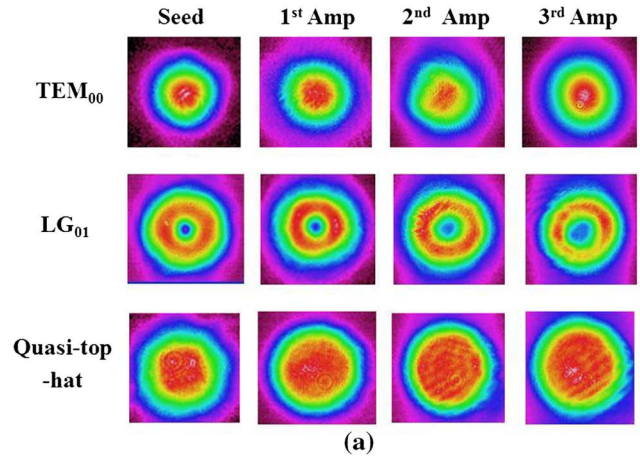 Seed 1st Amp 2nd Amp 3rd Amp
TEM00
LG01
Quasi-top
-hat
(a)